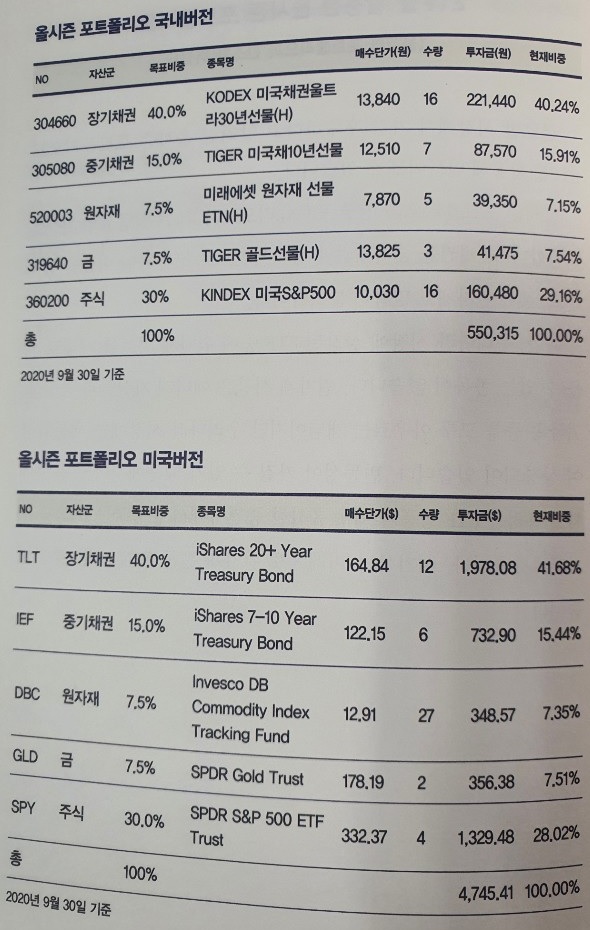 올시즌 포트폴리오 국내버전
NO 자산군 목표비중 종목명 매수단가(원) 수량 투자금(원) 현재비중
304660 장기채권 40.0% KODEX 미국채권울트 13,840 16 221,440 40.24%
라30년선물(H)
305080 중기채권 15.0% TIGER 미국채10년선물 12,510 7 87,570 15.91%
520003 원자재 7.5% 미래에셋 원자재 선물 7,870 5 39,350 7.15%
ETN(H)
319640 금 7.5% TIGER 골드선물(H) 13,825 3 41,475 7.54%
360200 주식 30% KINDEX 미국S&P500 10,030 16 160,480 29.16%
총 100% 550,315 100.00%
2020년 9월 30일 기준
올시즌 포트폴리오 미국버전
NO 자산군 목표비중 종목명 매수단가($) 수량 투자금($) 현재비중
TLT 장기채권 40.0% iShares 20+ Year 164.84 12 1,978.08 41.68%
Treasury Bond
IEF 중기채권 15.0% iShares 7–10 Year 122.15 6 732.90 15.44%
Treasury Bond
DBC 원자재 7.5% Invesco DB 12.91 27 348.57 7.35%
Commodity Index
Tracking Fund
GLD 금 7.5% SPDR Gold Trust 178.19 2 356.38 7.51%
SPY 주식 30.0% SPDR S&P 500 ETF 332.37 4 1,329.48 28.02%
Trust
총 100% 4,745.41 100.00%
2020년 9월 30일 기준